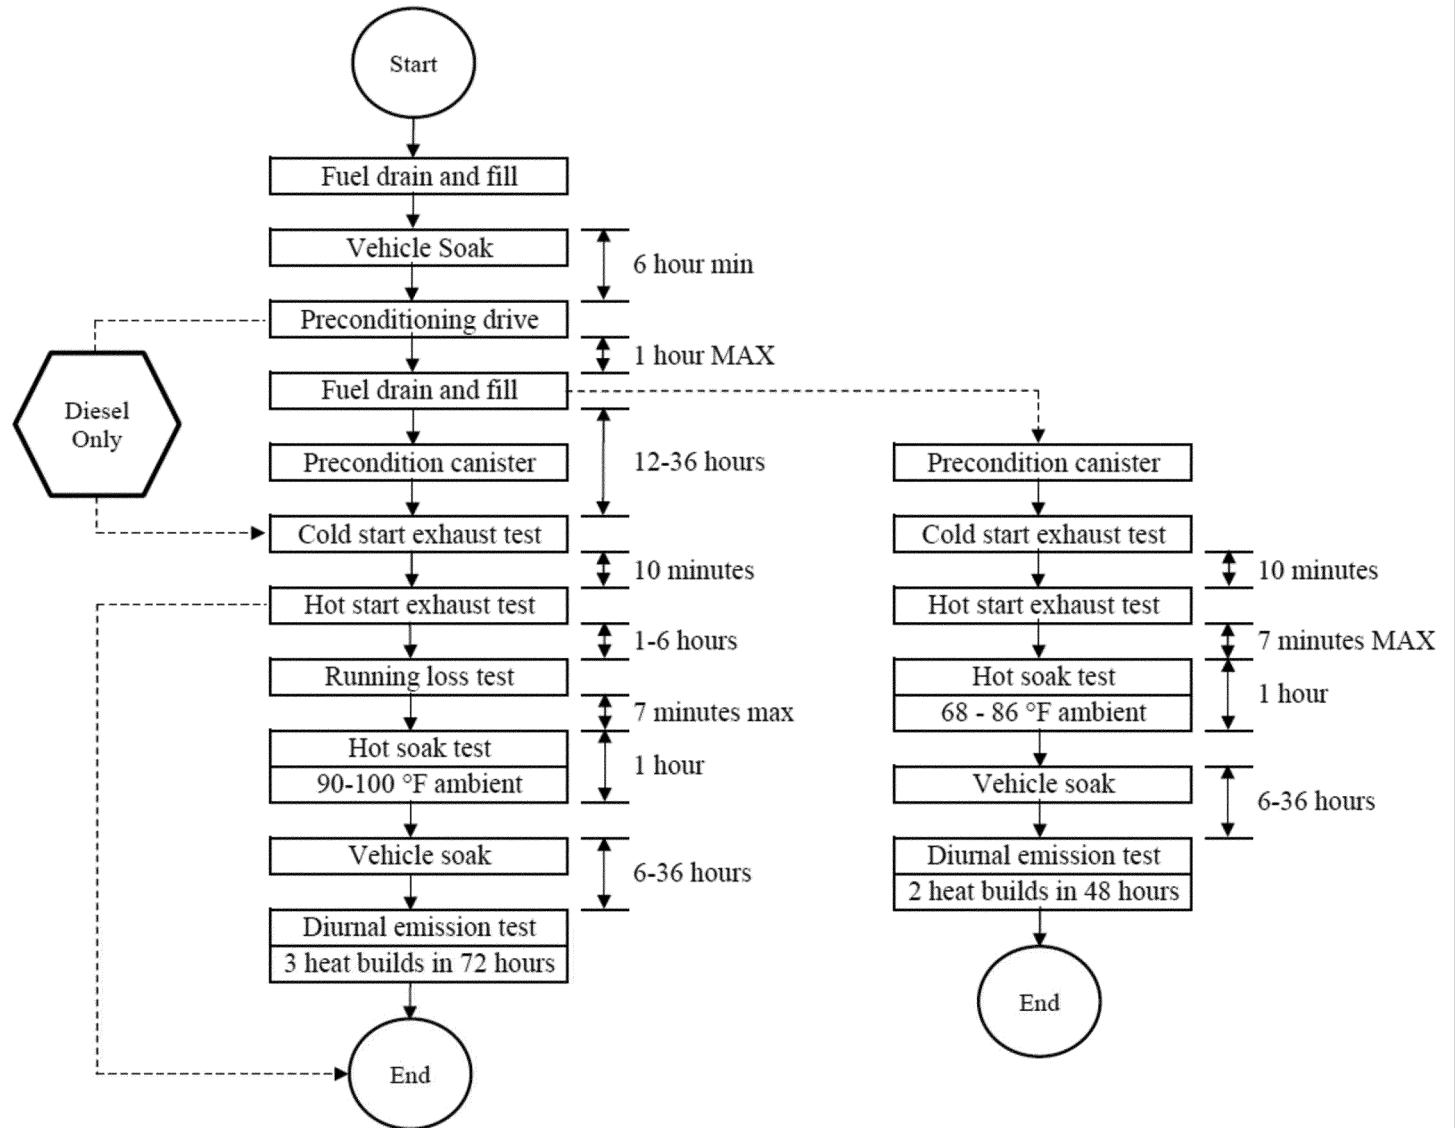 Start
Fuel drain and fill
Vehicle Soak
6 hour min
Preconditioning drive
1 hour MAX
Fuel drain and fill
Diesel
Only
Precondition canister
12-36 hours
Cold start exhaust test
10 minutes
Hot start exhaust test
1-6 hours
Running loss test
7 minutes max
Hot soak test
90-100 °F ambient
1 hour
Vehicle soak
6-36 hours
Diurnal emission test
3 heat builds in 72 hours
End
Precondition canister
Cold start exhaust test
10 minutes
Hot start exhaust test
7 minutes MAX
Hot soak test
68 - 86 °F ambient
1 hour
Vehicle soak
6-36 hours
Diurnal emission test
2 heat builds in 48 hours
End